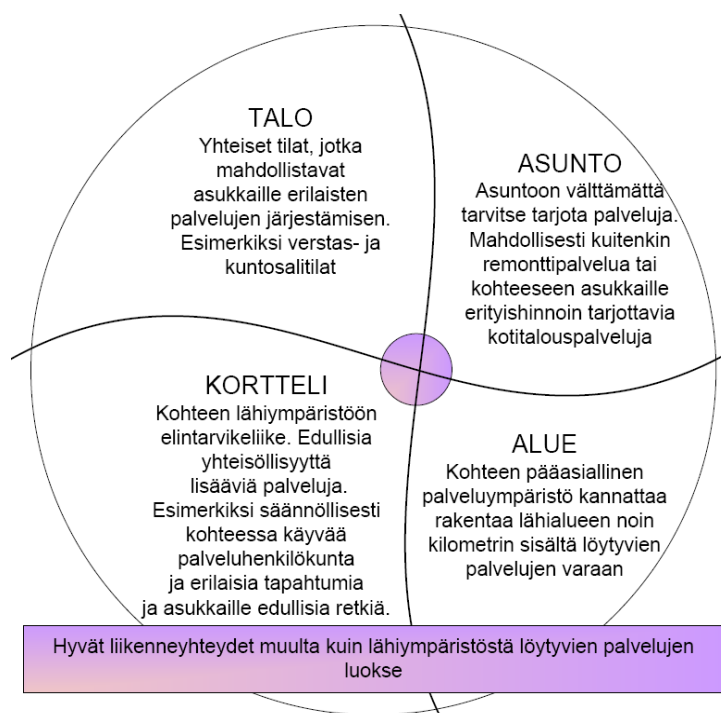 TALO
Yhteiset tilat, jotka
mahdollistavat
asukkaille erilaisten
palvelujen järjestämisen.
Esimerkiksi verstas- ja
kuntosalitilat
ASUNTO
Asuntoon välttämättä
tarvitse tarjota palveluja.
Mahdollisesti kuitenkin
remonttipalvelua tai
kohteeseen asukkaille
erityishinnoin tarjottavia
kotitalouspalveluja
KORTTELI
Kohteen lähiympäristöön
elintarvikeliike. Edullisia
yhteisöllisyyttä
lisääviä palveluja.
Esimerkiksi säännöllisesti
kohteessa käyvää
palveluhenkilökunta
ja erilaisia tapahtumia
ja asukkaille edullisia retkiä.
ALUE
Kohteen pääasiallinen
palveluympäristö kannattaa
rakentaa lähialueen noin
kilometrin sisältä löytyvien
palvelujen varaan
Hyvät liikenneyhteydet muulta kuin lähiympäristöstä löytyvien palvelujen
luokse